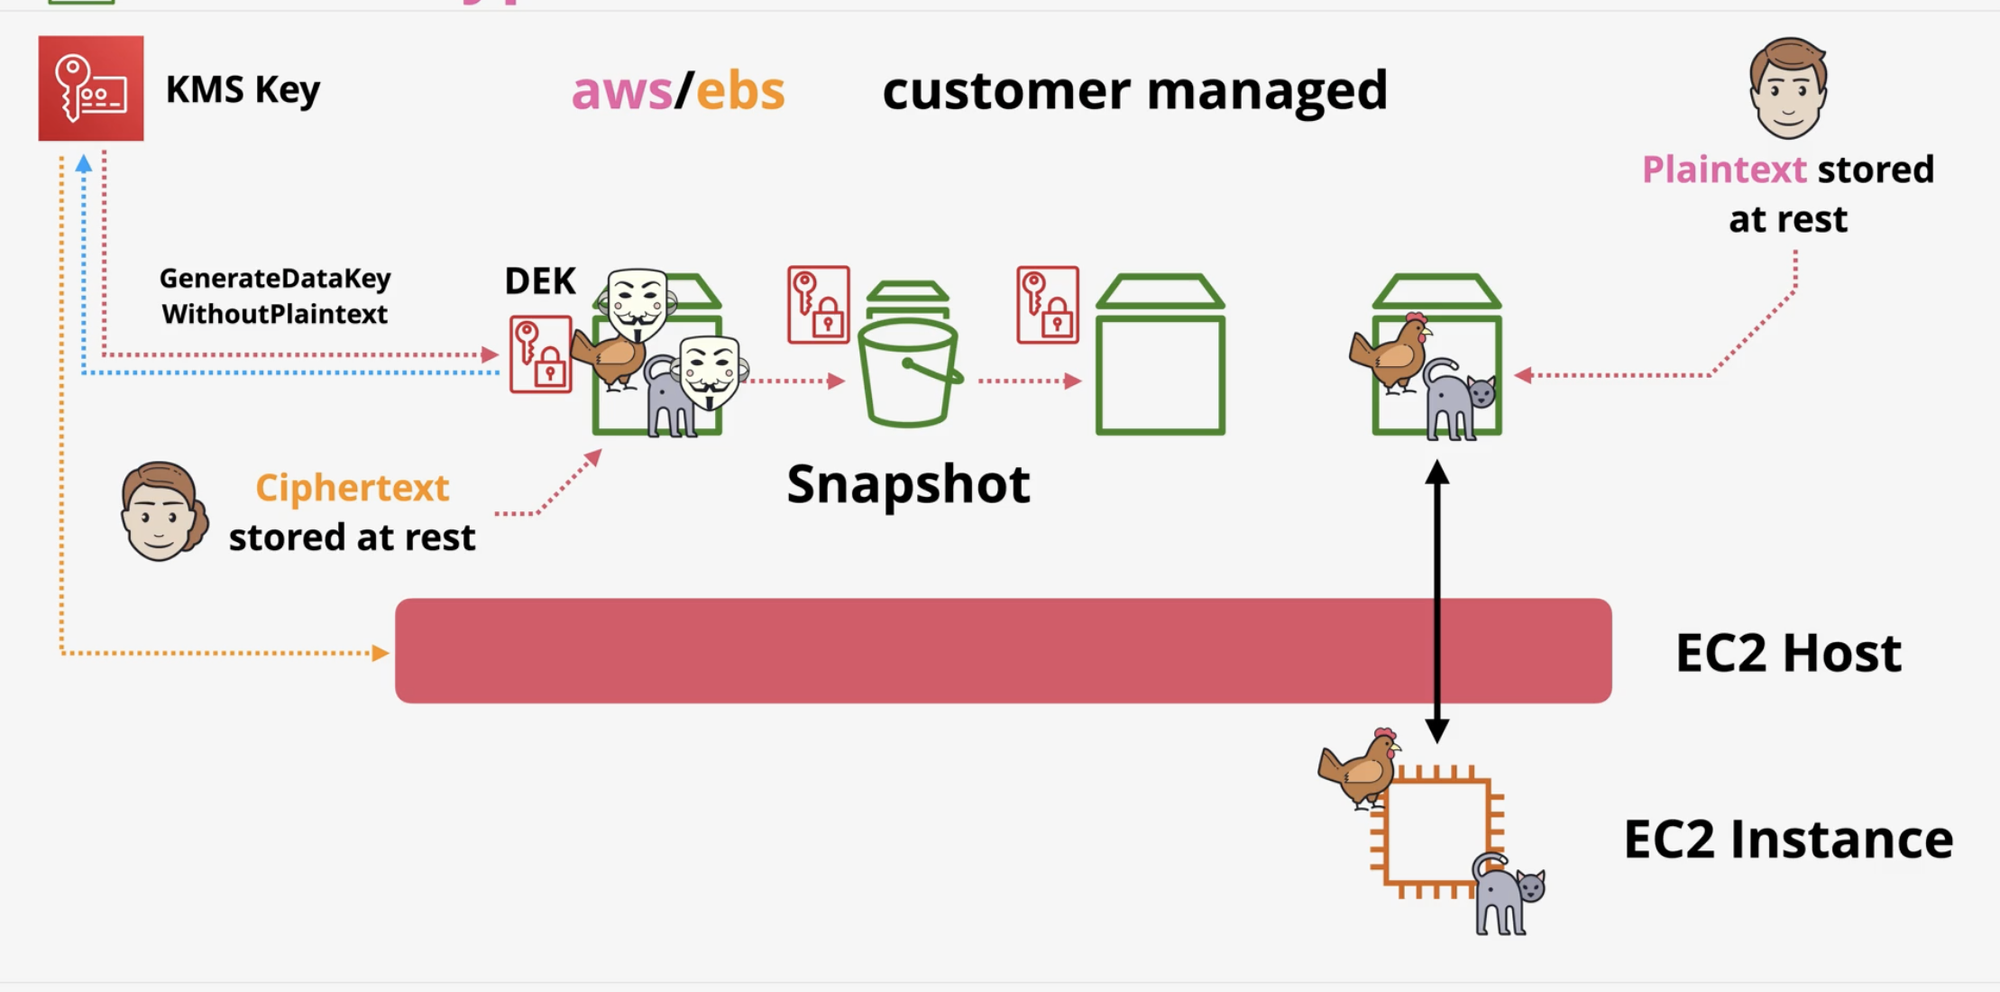 KMS Key
aws/ebs
customer managed
Plaintext stored
at rest
GenerateDataKey
WithoutPlaintext
DEK
Ciphertext
stored at rest
Snapshot
EC2 Host
EC2 Instance